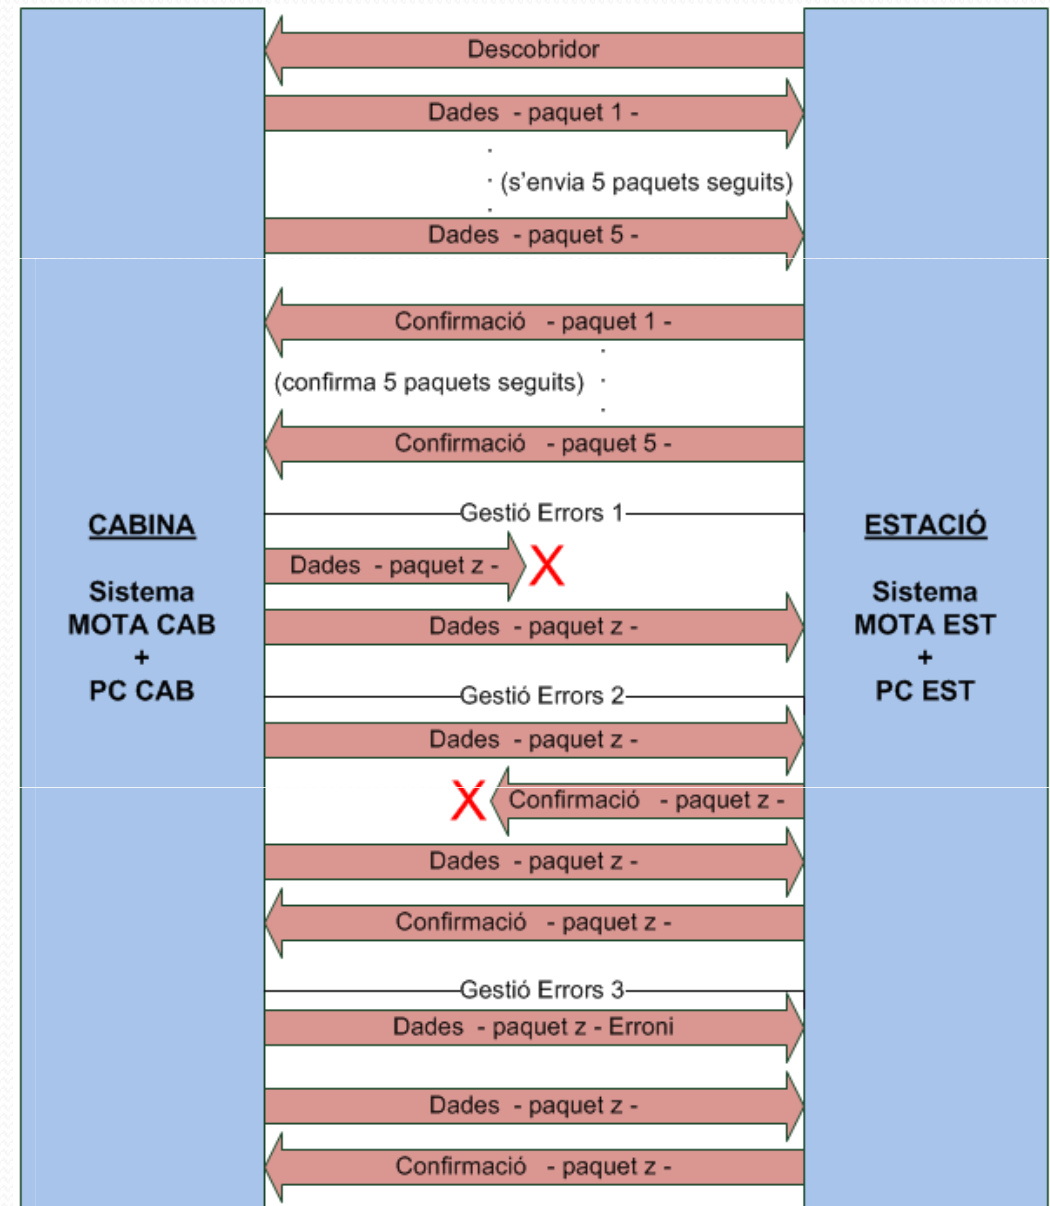 Descobridor
Dades - paquet 1 -
(s'envia 5 paquets seguits)
Dades - paquet 5 -
Confirmació - paquet 1 -
(confirma 5 paquets seguits)
Confirmació - paquet 5 -
Gestió Errors 1
Dades - paquet z -
X
Dades - paquet z -
Gestió Errors 2
Dades - paquet z -
X
Confirmació - paquet z -
Dades - paquet z -
Confirmació - paquet z -
Gestió Errors 3
Dades - paquet z - Erroni
Dades - paquet z -
Confirmació - paquet z -
CABINA
Sistema
MOTA CAB
+
PC CAB
ESTACIÓ
Sistema
MOTA EST
+
PC EST